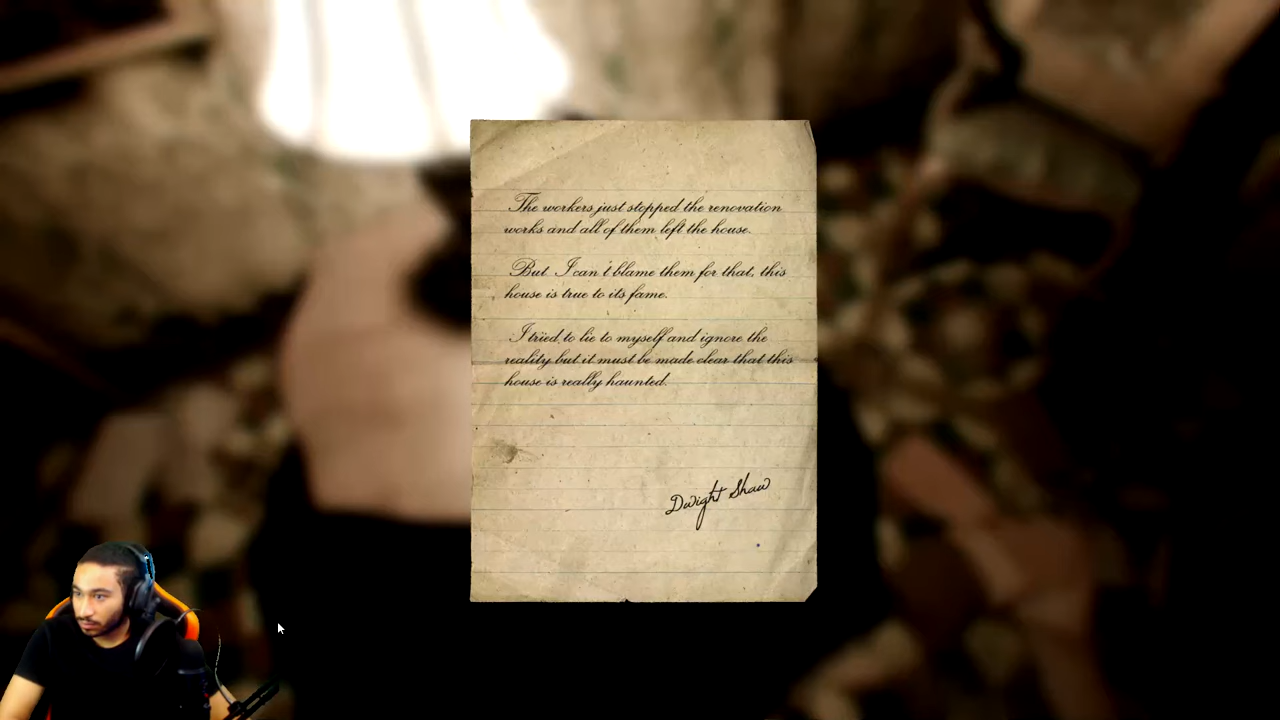 The workers just stopped the renovation
works and all of them left the house.
But I can't blame them for that, this
house is true to its fame.
I tried to lie to myself and ignore the
reality but it must be made clear that this
house is really haunted.
Dwight Shaw